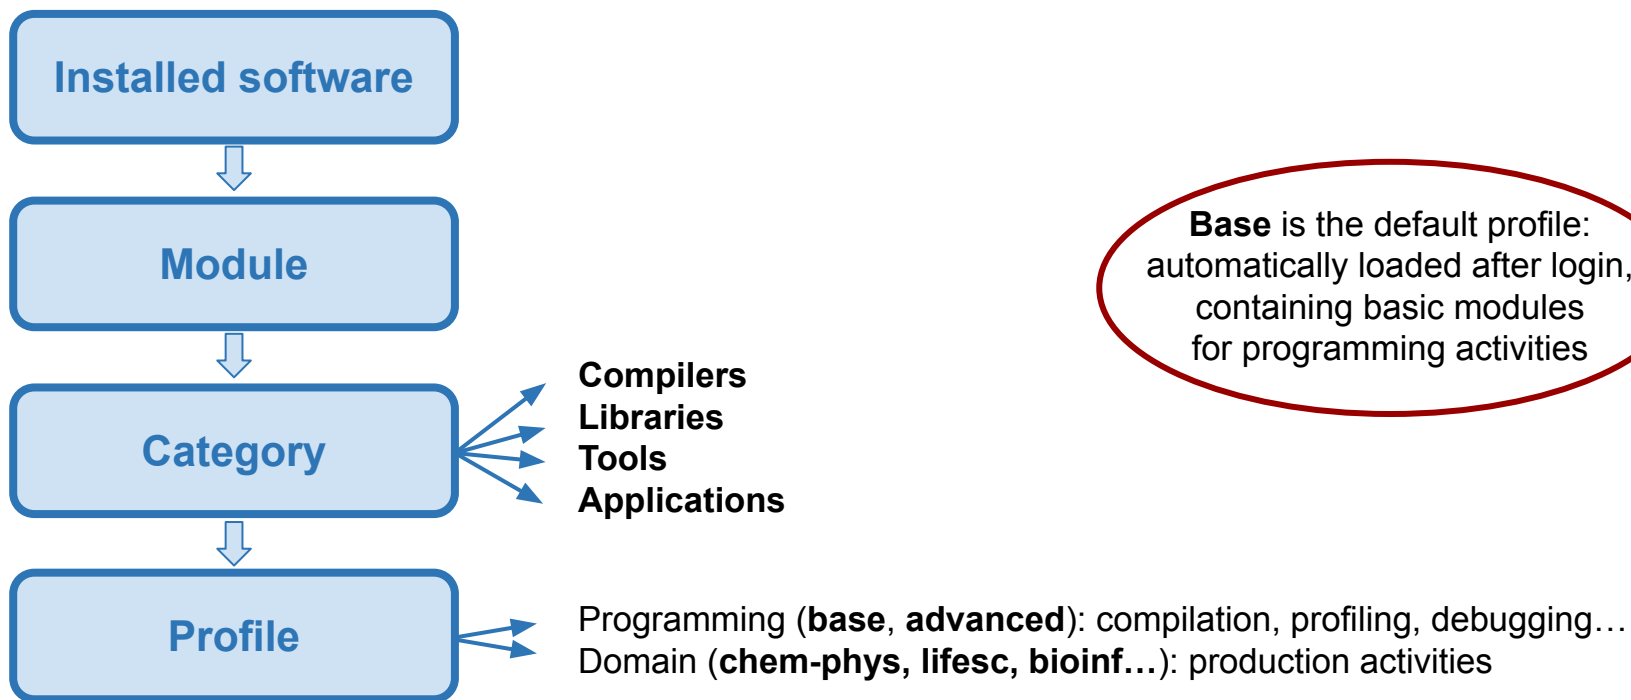 Installed software
Module
Base is the default profile:
automatically loaded after login,
containing basic modules
for programming activities
Category
Compilers
Libraries
Tools
Applications
Profile
Programming (base, advanced): compilation, profiling, debugging…
Domain (chem-phys, lifesc, bioinf…): production activities